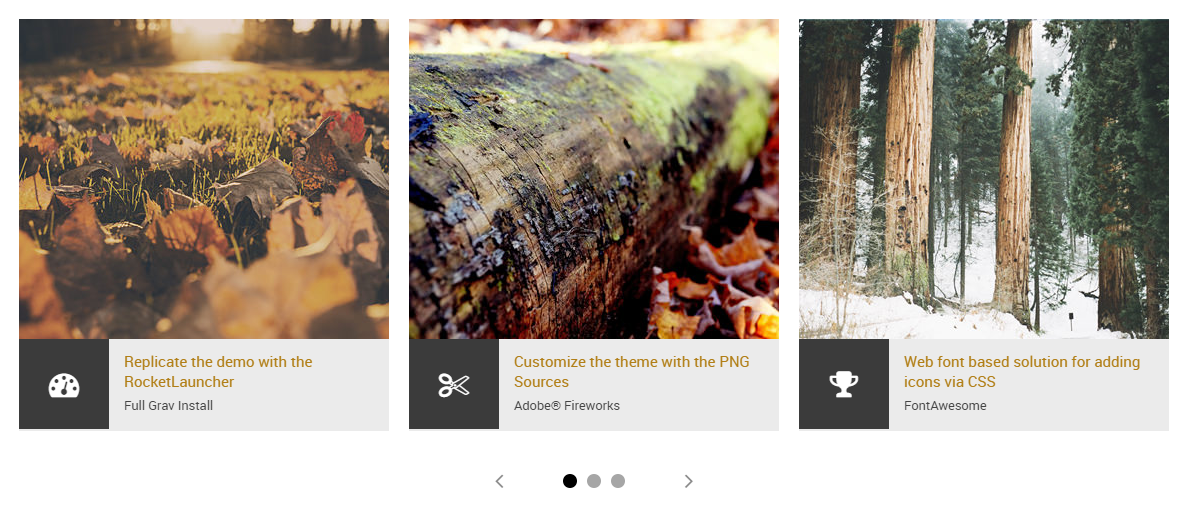 Replicate the demo with the
RocketLauncher
Full Grav Install
Customize the theme with the PNG
Sources
Adobe® Fireworks
Web font based solution for adding
icons via CSS
FontAwesome